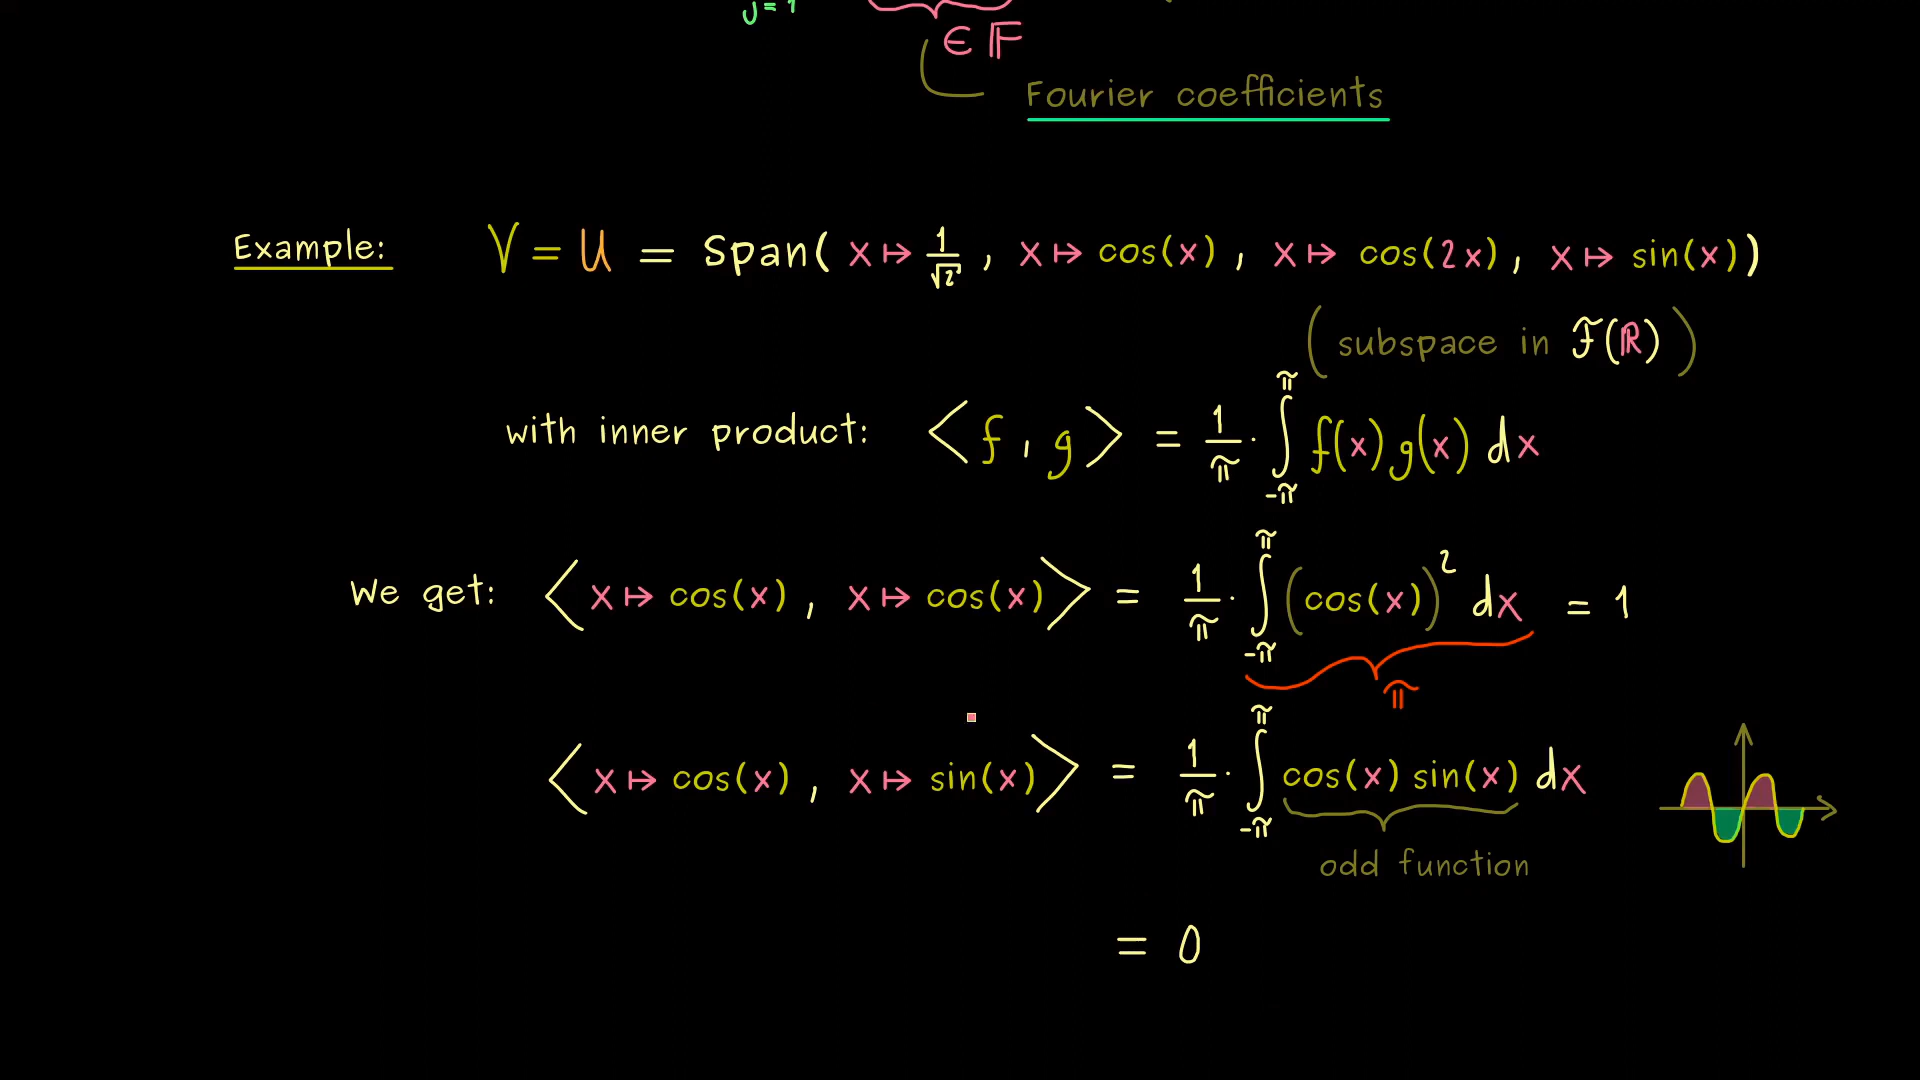 j=1
∈ 𝔽
Fourier coefficients
Example: V = U = Span( x ↦ 1/√2 , x ↦ cos(x) , x ↦ cos(2x) , x ↦ sin(x) )
( subspace in ℱ(ℝ) )
with inner product: ⟨ f , g ⟩ = 1/π · ∫_{-π}^{π} f(x) g(x) dx
We get: ⟨ x ↦ cos(x) , x ↦ cos(x) ⟩ = 1/π · ∫_{-π}^{π} (cos(x))² dx = 1
π
⟨ x ↦ cos(x) , x ↦ sin(x) ⟩ = 1/π · ∫_{-π}^{π} cos(x) sin(x) dx
odd function
= 0